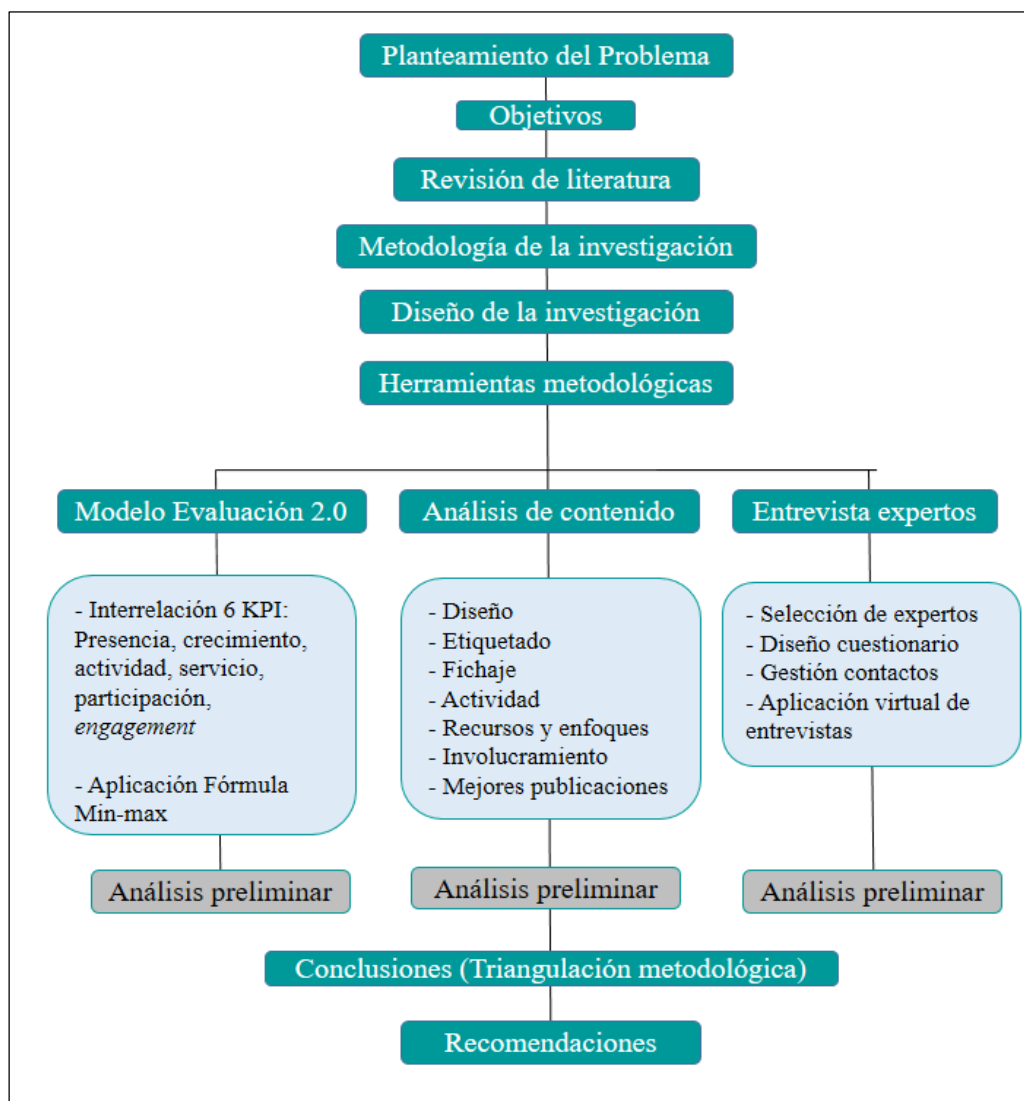 Planteamiento del Problema
Objetivos
Revisión de literatura
Metodología de la investigación
Diseño de la investigación
Herramientas metodológicas
Modelo Evaluación 2.0
- Interrelación 6 KPI:
Presencia, crecimiento,
actividad, servicio,
participación,
engagement
- Aplicación Fórmula
Min-max
Análisis preliminar
Análisis de contenido
- Diseño
- Etiquetado
- Fichaje
- Actividad
- Recursos y enfoques
- Involucramiento
- Mejores publicaciones
Análisis preliminar
Entrevista expertos
- Selección de expertos
- Diseño cuestionario
- Gestión contactos
- Aplicación virtual de
entrevistas
Análisis preliminar
Conclusiones (Triangulación metodológica)
Recomendaciones